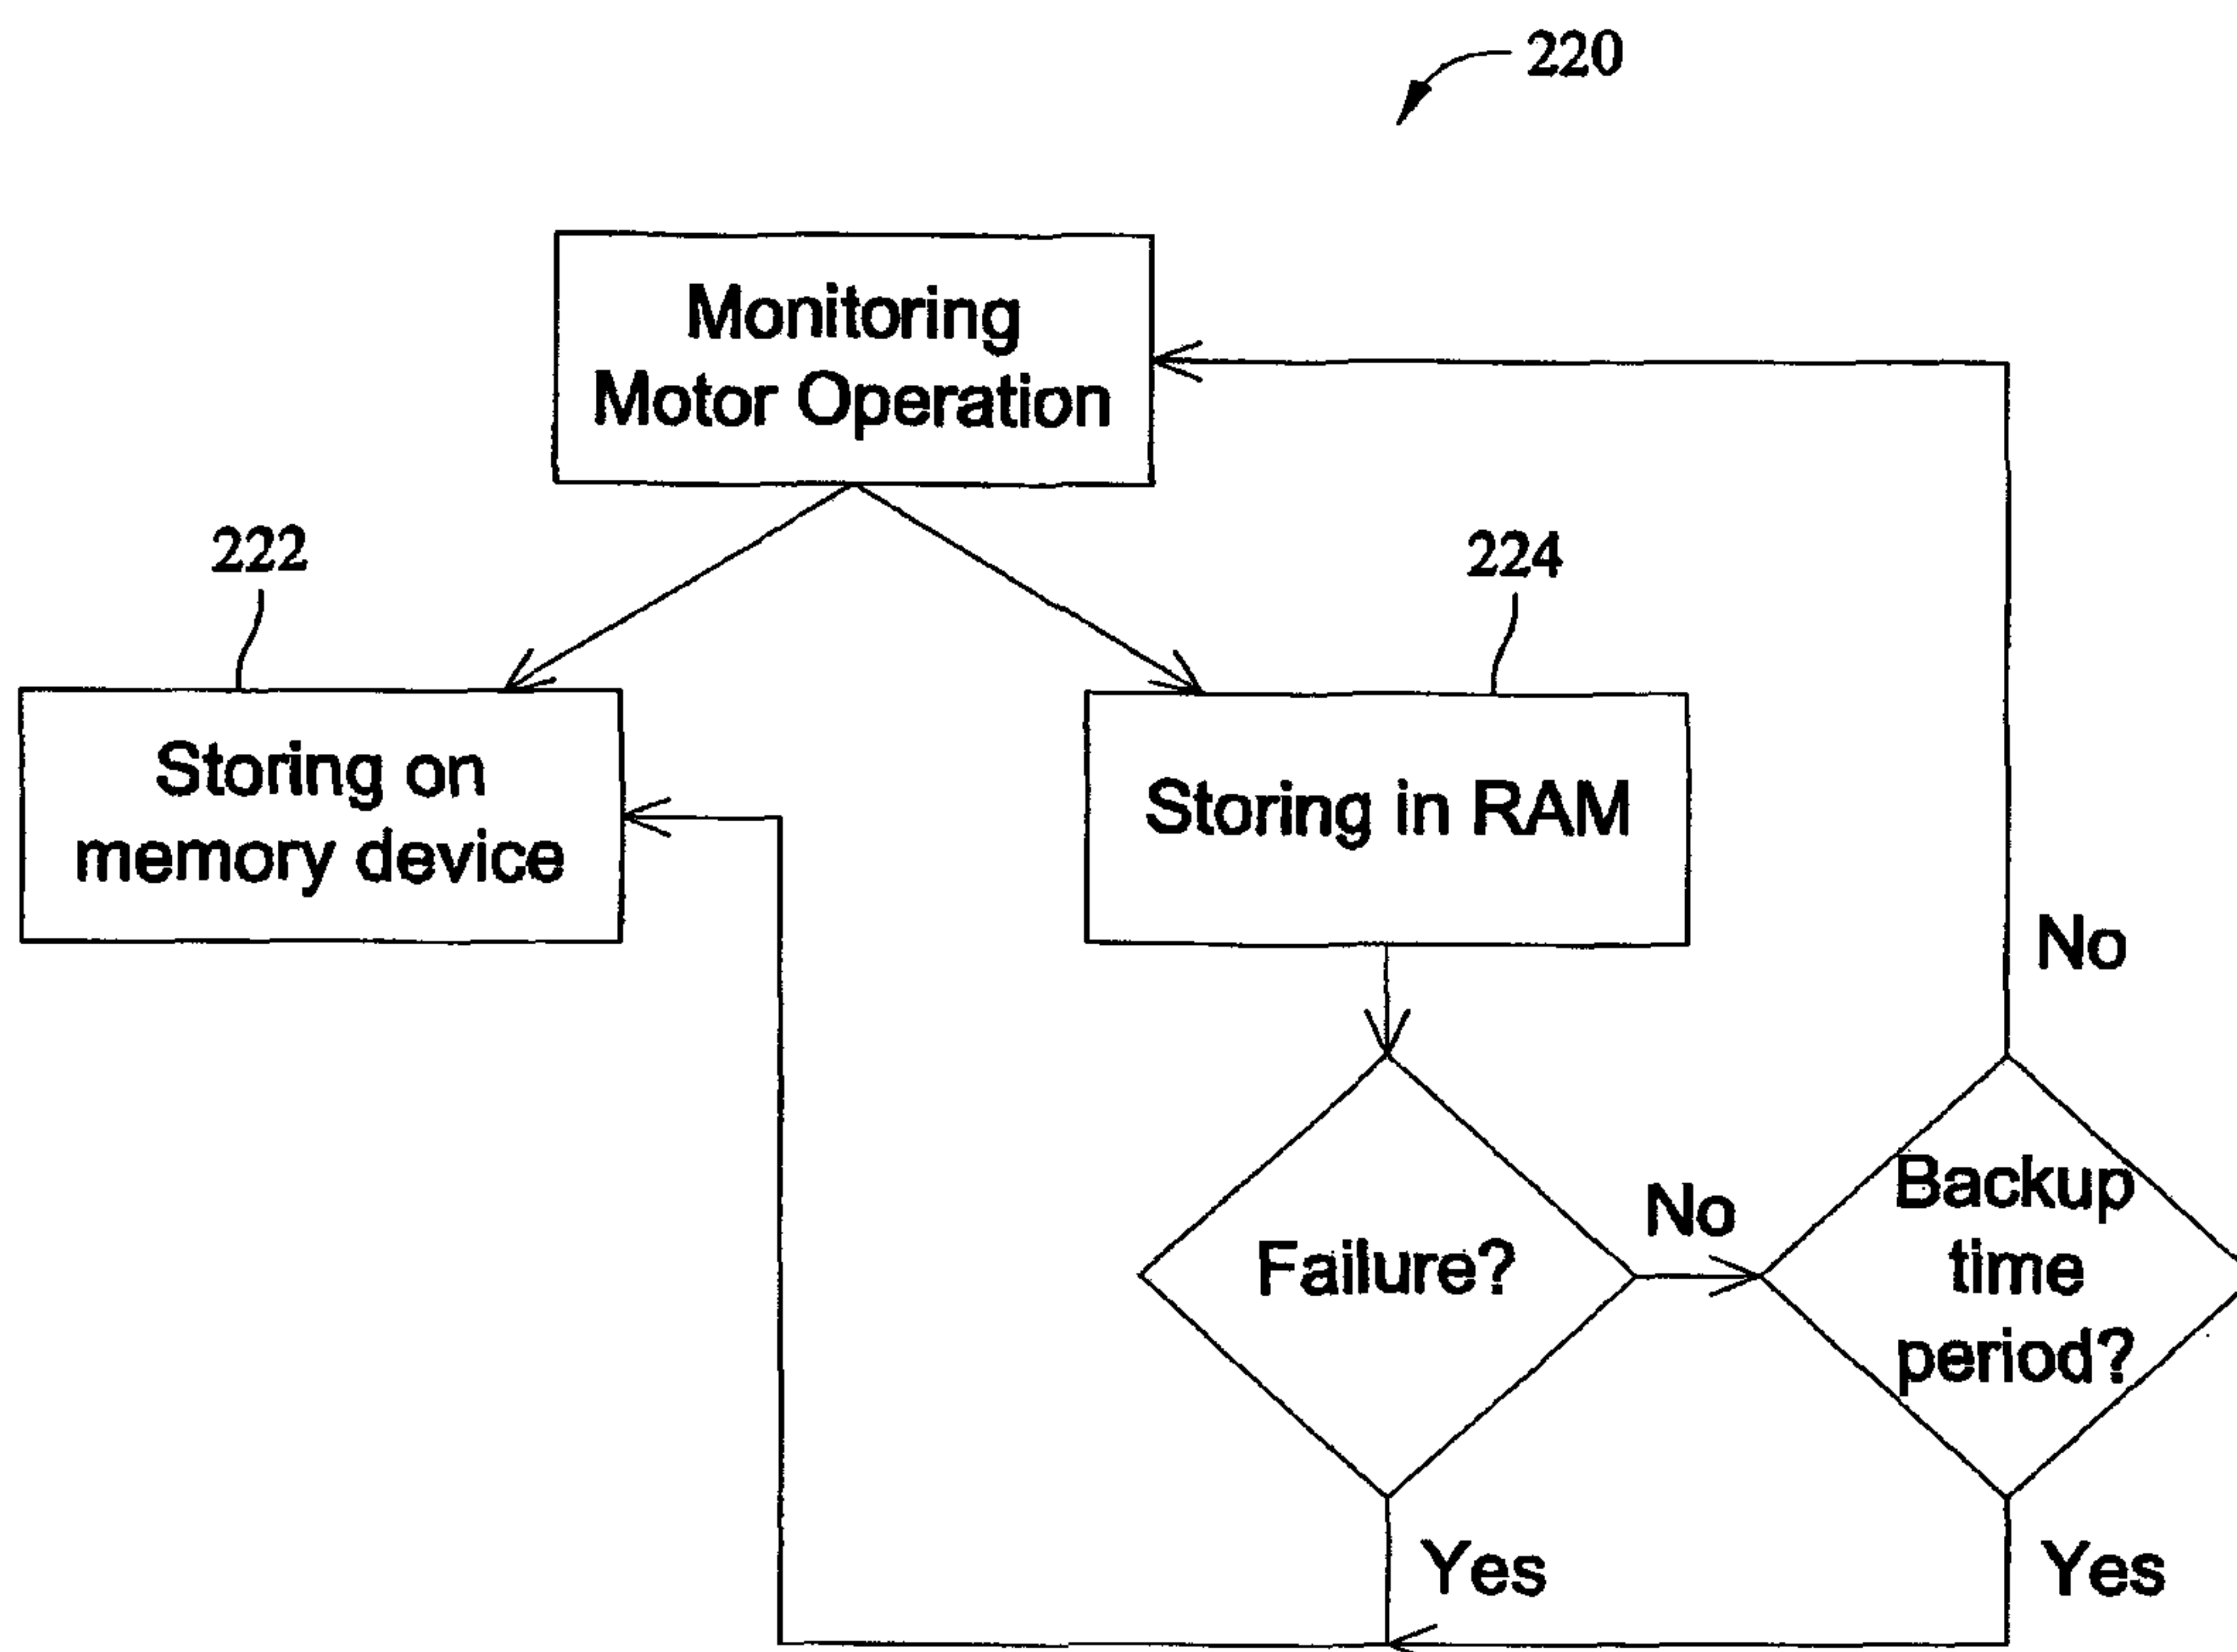 220
Monitoring
Motor Operation
222
224
Storing on
memory device
Storing in RAM
No
Failure?
No
Backup
time
period?
Yes
Yes